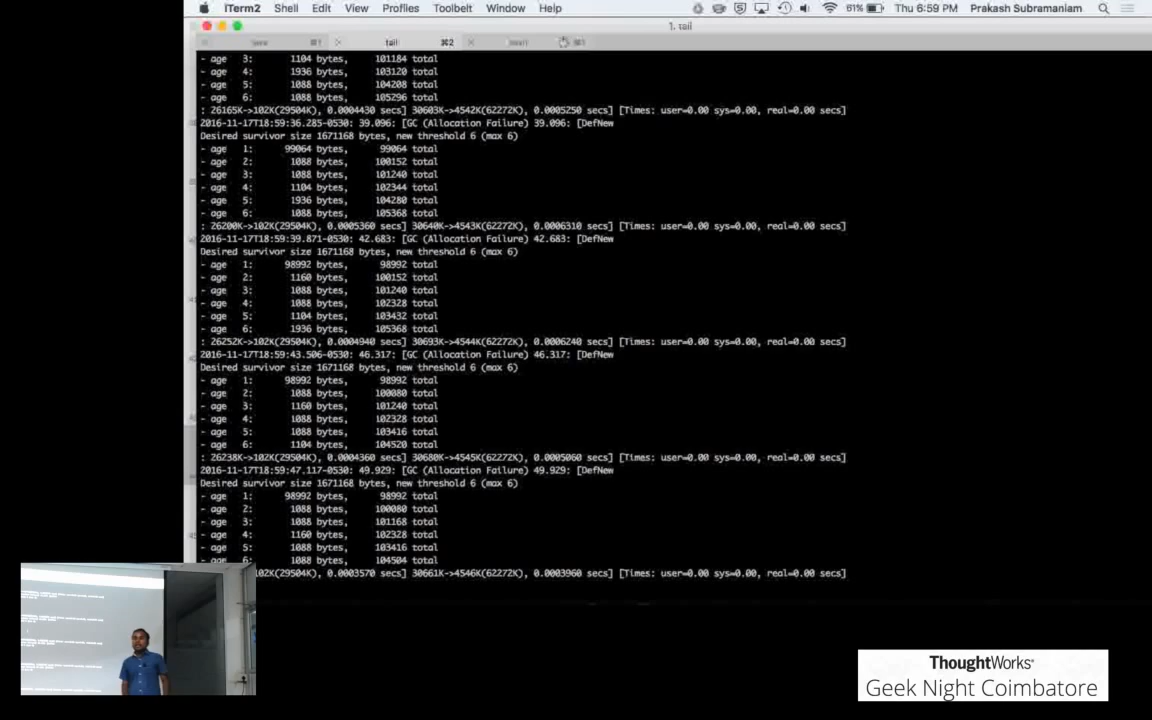 iTerm2 Shell Edit View Profiles Toolbelt Window Help 61% Thu 6:59 PM Prakash Subramaniam
1. tail
tail ⌘2
- age 3: 1104 bytes, 101184 total
- age 4: 1936 bytes, 103120 total
- age 5: 1088 bytes, 104208 total
- age 6: 1088 bytes, 105296 total
: 26165K->102K(29504K), 0.0004430 secs] 30603K->4542K(62272K), 0.0005250 secs] [Times: user=0.00 sys=0.00, real=0.00 secs]
2016-11-17T18:59:36.285-0530: 39.096: [GC (Allocation Failure) 39.096: [DefNew
Desired survivor size 1671168 bytes, new threshold 6 (max 6)
- age 1: 99064 bytes, 99064 total
- age 2: 1088 bytes, 100152 total
- age 3: 1088 bytes, 101240 total
- age 4: 1104 bytes, 102344 total
- age 5: 1936 bytes, 104280 total
- age 6: 1088 bytes, 105368 total
: 26200K->102K(29504K), 0.0005360 secs] 30640K->4543K(62272K), 0.0006310 secs] [Times: user=0.00 sys=0.00, real=0.00 secs]
2016-11-17T18:59:39.871-0530: 42.683: [GC (Allocation Failure) 42.683: [DefNew
Desired survivor size 1671168 bytes, new threshold 6 (max 6)
- age 1: 98992 bytes, 98992 total
- age 2: 1160 bytes, 100152 total
- age 3: 1088 bytes, 101240 total
- age 4: 1088 bytes, 102328 total
- age 5: 1104 bytes, 103432 total
- age 6: 1936 bytes, 105368 total
: 26252K->102K(29504K), 0.0004940 secs] 30693K->4544K(62272K), 0.0006240 secs] [Times: user=0.00 sys=0.00, real=0.00 secs]
2016-11-17T18:59:43.506-0530: 46.317: [GC (Allocation Failure) 46.317: [DefNew
Desired survivor size 1671168 bytes, new threshold 6 (max 6)
- age 1: 98992 bytes, 98992 total
- age 2: 1088 bytes, 100080 total
- age 3: 1160 bytes, 101240 total
- age 4: 1088 bytes, 102328 total
- age 5: 1088 bytes, 103416 total
- age 6: 1104 bytes, 104520 total
: 26238K->102K(29504K), 0.0004360 secs] 30680K->4545K(62272K), 0.0005060 secs] [Times: user=0.00 sys=0.00, real=0.00 secs]
2016-11-17T18:59:47.117-0530: 49.929: [GC (Allocation Failure) 49.929: [DefNew
Desired survivor size 1671168 bytes, new threshold 6 (max 6)
- age 1: 98992 bytes, 98992 total
- age 2: 1088 bytes, 100080 total
- age 3: 1088 bytes, 101168 total
- age 4: 1160 bytes, 102328 total
- age 5: 1088 bytes, 103416 total
- age 6: 1088 bytes, 104504 total
102K(29504K), 0.0003570 secs] 30661K->4546K(62272K), 0.0003960 secs] [Times: user=0.00 sys=0.00, real=0.00 secs]
ThoughtWorks®
Geek Night Coimbatore